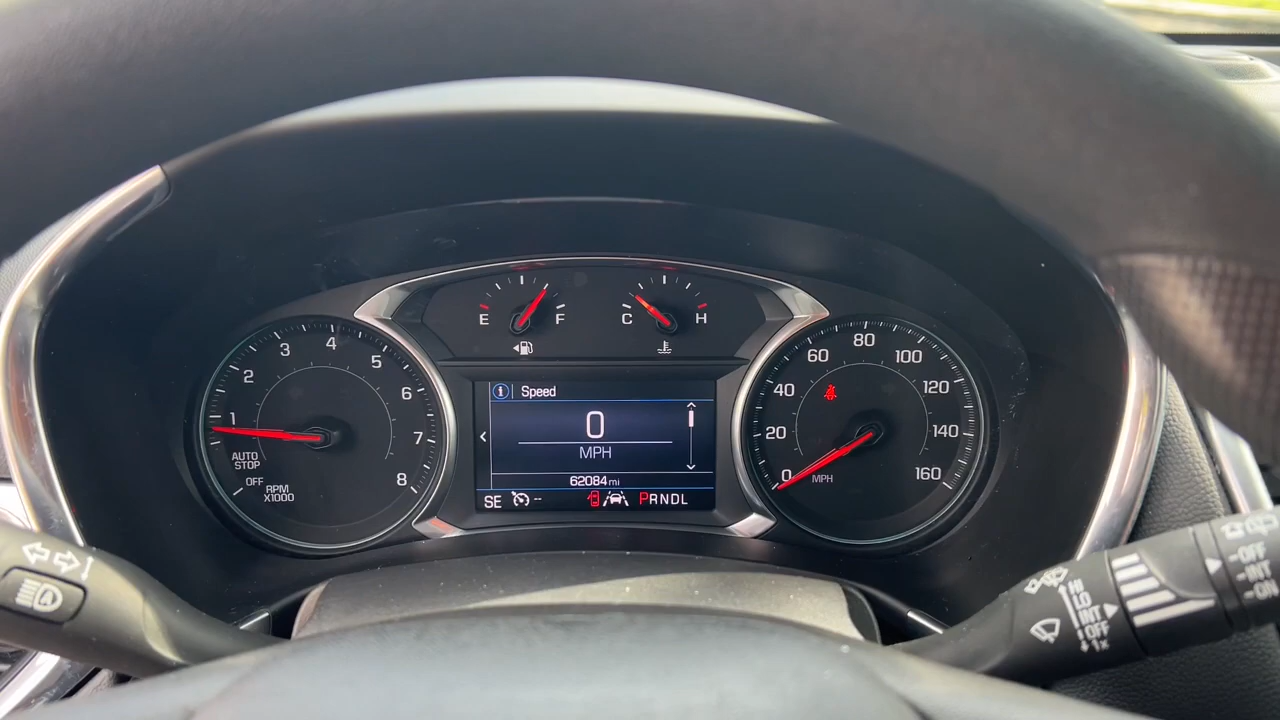 E F
C H
1 2 3 4 5 6 7 8
AUTO
STOP
OFF
RPM
X1000
i Speed
0
MPH
62084 mi
SE -- PRNDL
0 20 40 60 80 100 120 140 160
MPH
HI
LO
INT
OFF
1x
OFF
INT
ON